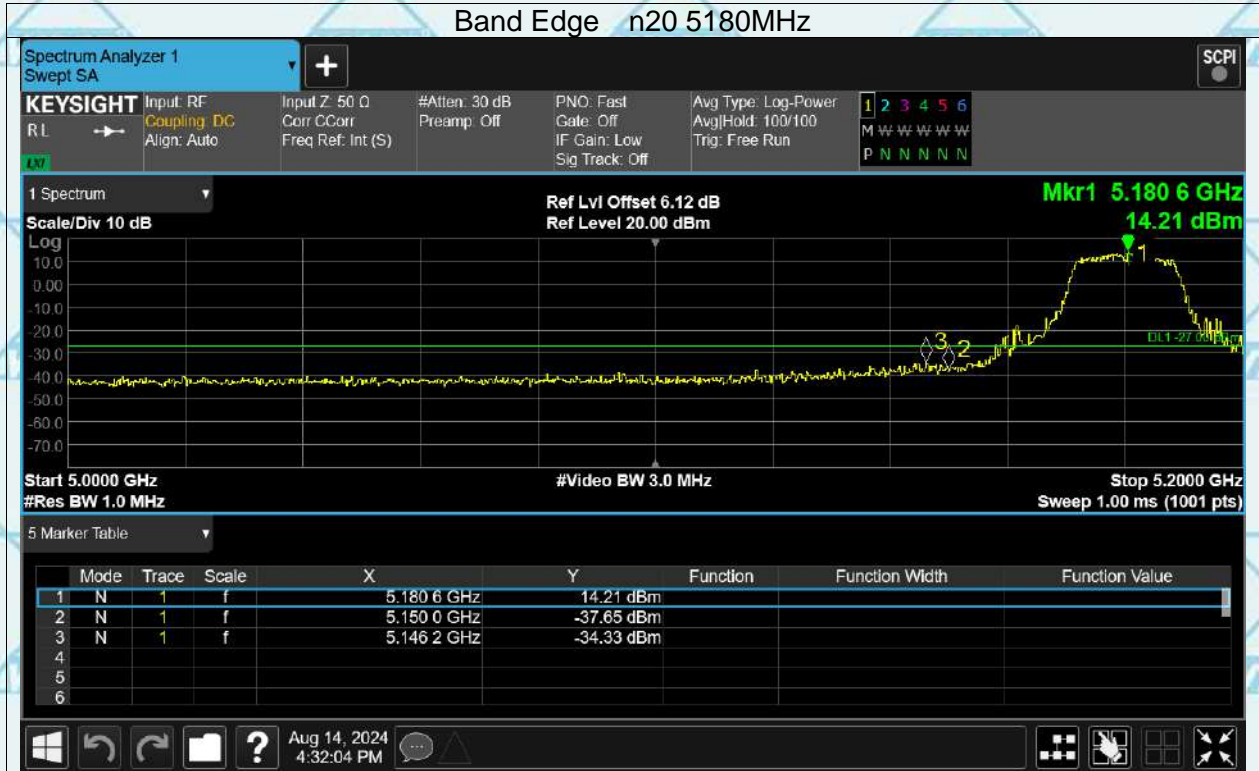 Band Edge n20 5180MHz
Spectrum Analyzer 1
Swept SA
+
SCPI
KEYSIGHT
RL
LXI
Input: RF
Coupling: DC
Align: Auto
Input Z: 50 Ω
Corr CCorr
Freq Ref: Int (S)
#Atten: 30 dB
Preamp: Off
PNO: Fast
Gate: Off
IF Gain: Low
Sig Track: Off
Avg Type: Log-Power
Avg|Hold: 100/100
Trig: Free Run
1 2 3 4 5 6
M W W W W W
P N N N N N
1 Spectrum
Scale/Div 10 dB
Ref Lvl Offset 6.12 dB
Ref Level 20.00 dBm
Mkr1 5.180 6 GHz
14.21 dBm
Log
10.0
0.00
-10.0
-20.0
-30.0
-40.0
-50.0
-60.0
-70.0
1
3
2
DL1 -27.00 dBm
Start 5.0000 GHz
#Video BW 3.0 MHz
Stop 5.2000 GHz
#Res BW 1.0 MHz
Sweep 1.00 ms (1001 pts)
5 Marker Table
Mode Trace Scale X Y Function Function Width Function Value
1 N 1 f 5.180 6 GHz 14.21 dBm
2 N 1 f 5.150 0 GHz -37.65 dBm
3 N 1 f 5.146 2 GHz -34.33 dBm
4
5
6
?
Aug 14, 2024
4:32:04 PM